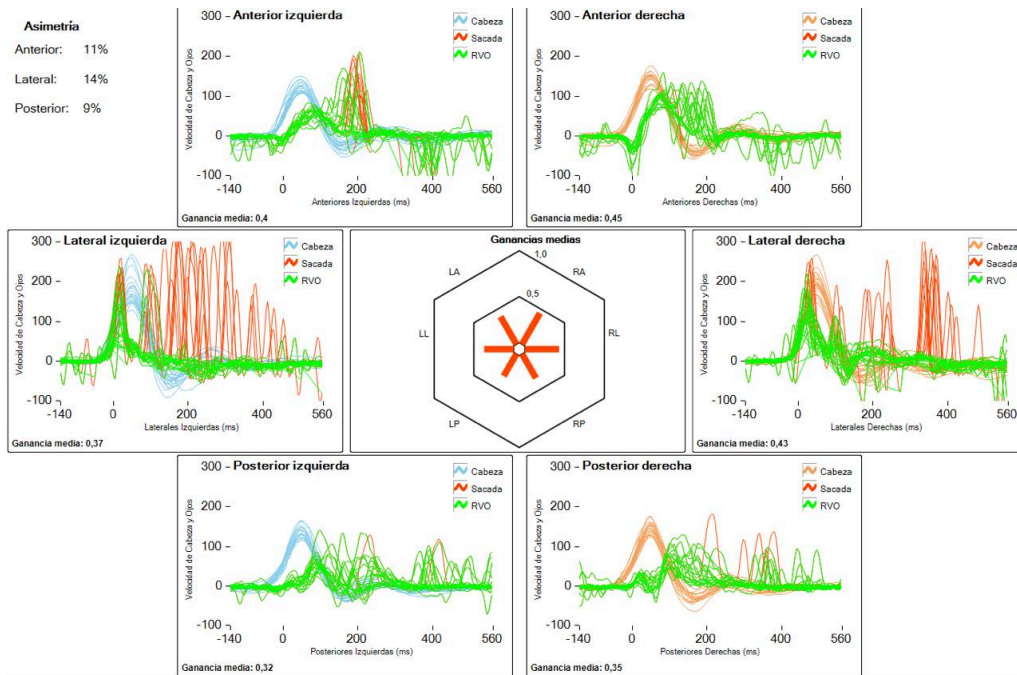 Asimetría
Anterior: 11%
Lateral: 14%
Posterior: 9%
300
Anterior izquierda
Cabeza
Sacada
RVO
Velocidad de Cabeza y Ojos
200
100
0
-100
-140 0 200 400 560
Anteriores Izquierdas (ms)
Ganancia media: 0,4
300
Anterior derecha
Cabeza
Sacada
RVO
Velocidad de Cabeza y Ojos
200
100
0
-100
-140 0 200 400 560
Anteriores Derechas (ms)
Ganancia media: 0,45
300
Lateral izquierda
Cabeza
Sacada
RVO
Velocidad de Cabeza y Ojos
200
100
0
-100
-140 0 200 400 560
Laterales Izquierdas (ms)
Ganancia media: 0,37
Ganancias medias
1,0
LA RA
0,5
LL RL
LP RP
300
Lateral derecha
Cabeza
Sacada
RVO
Velocidad de Cabeza y Ojos
200
100
0
-100
-140 0 200 400 560
Laterales Derechas (ms)
Ganancia media: 0,43
300
Posterior izquierda
Cabeza
Sacada
RVO
Velocidad de Cabeza y Ojos
200
100
0
-100
-140 0 200 400 560
Posteriores Izquierdas (ms)
Ganancia media: 0,32
300
Posterior derecha
Cabeza
Sacada
RVO
Velocidad de Cabeza y Ojos
200
100
0
-100
-140 0 200 400 560
Posteriores Derechas (ms)
Ganancia media: 0,35